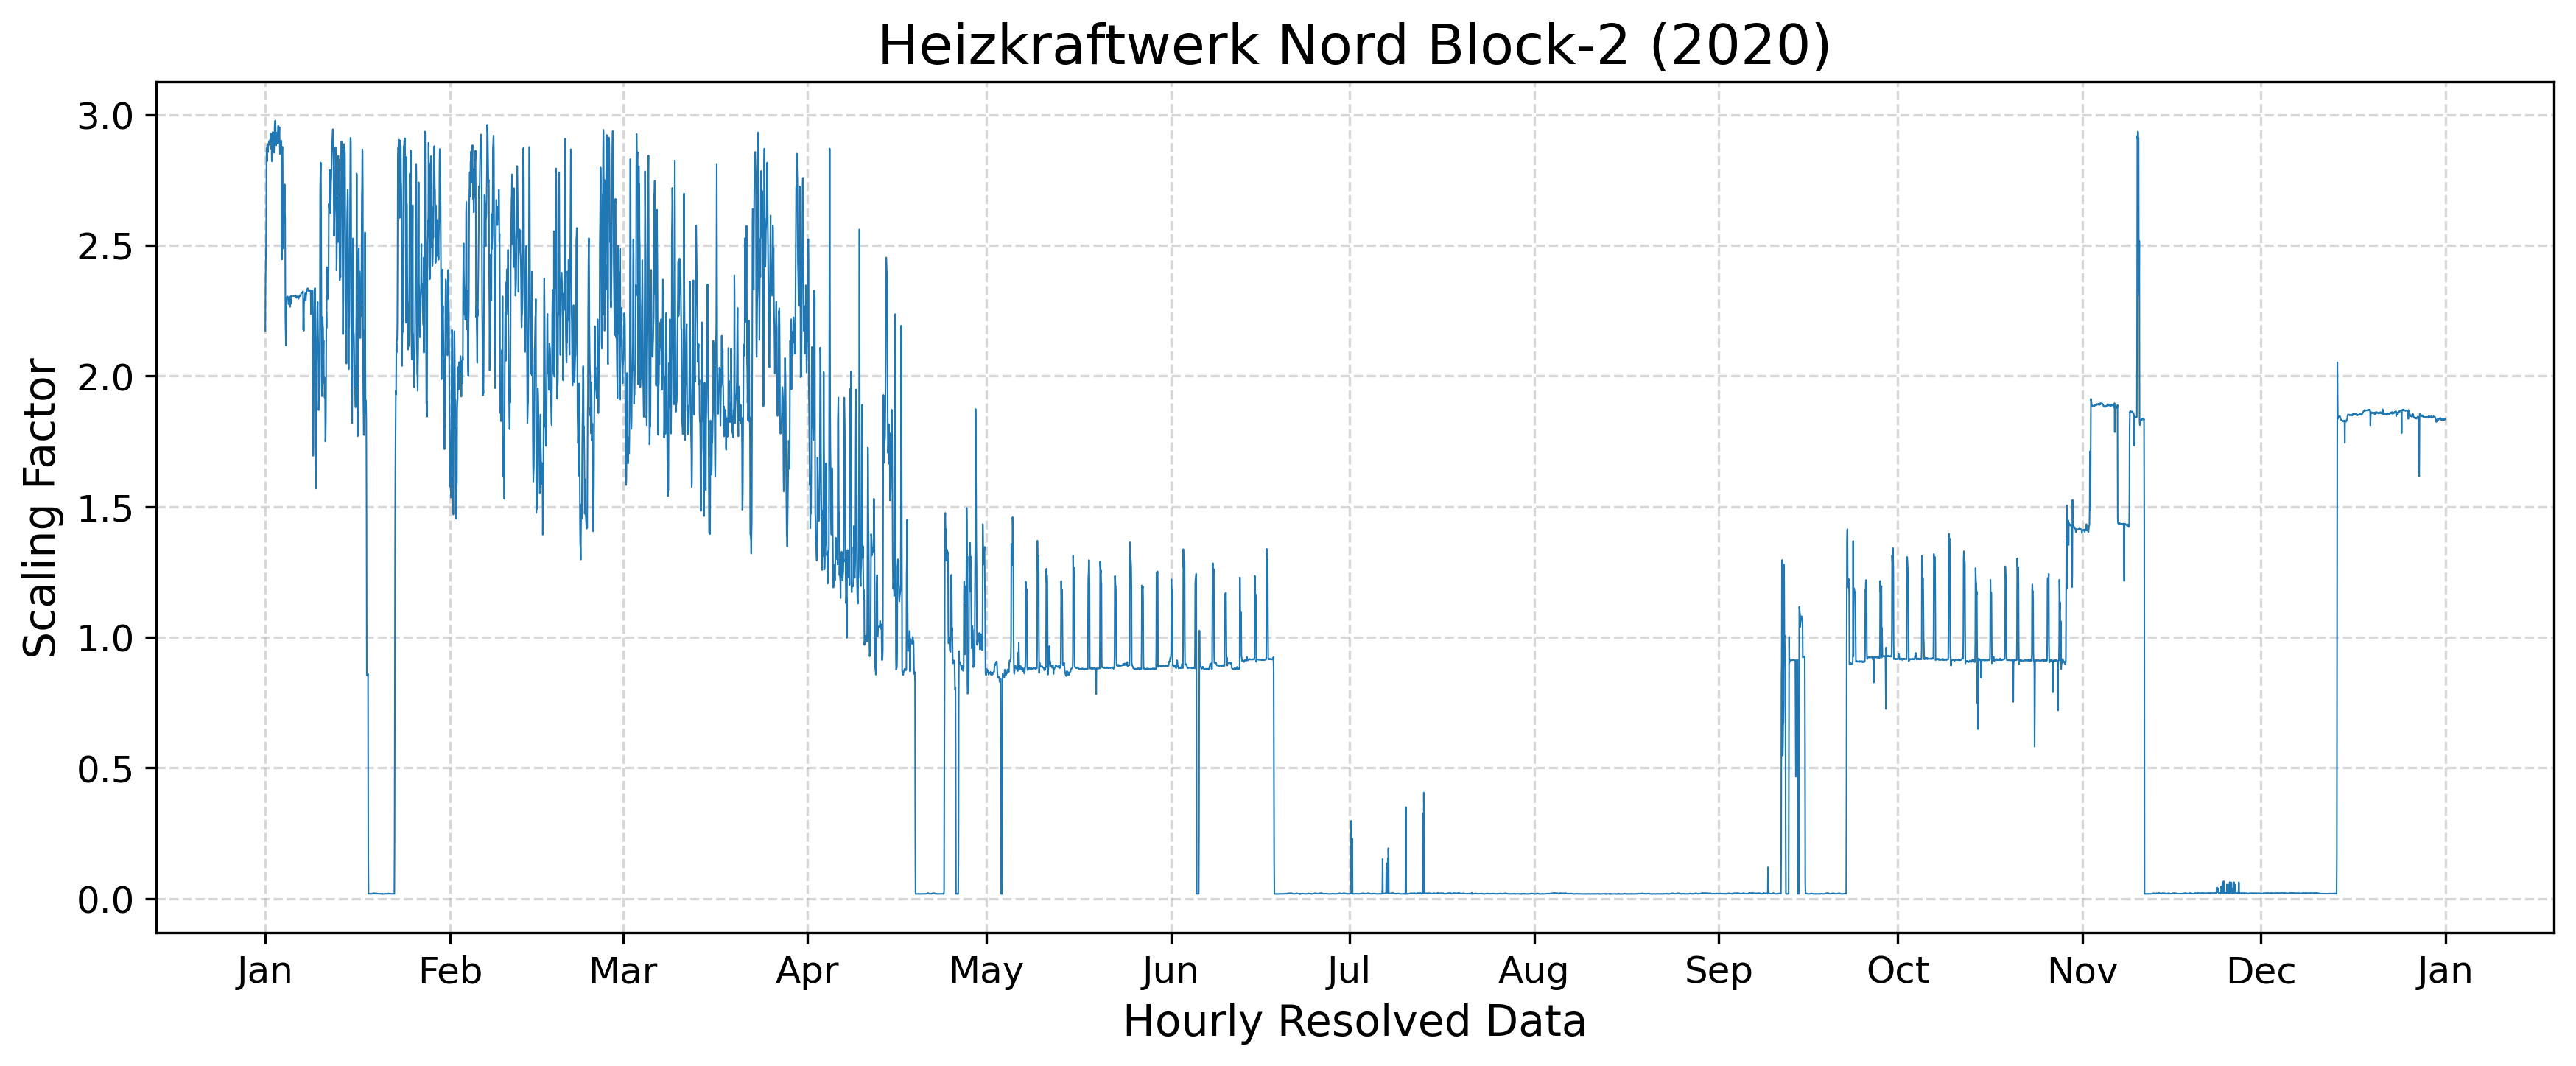 Heizkraftwerk Nord Block-2 (2020)
Scaling Factor
3.0
2.5
2.0
1.5
1.0
0.5
0.0
Jan Feb Mar Apr May Jun Jul Aug Sep Oct Nov Dec Jan
Hourly Resolved Data